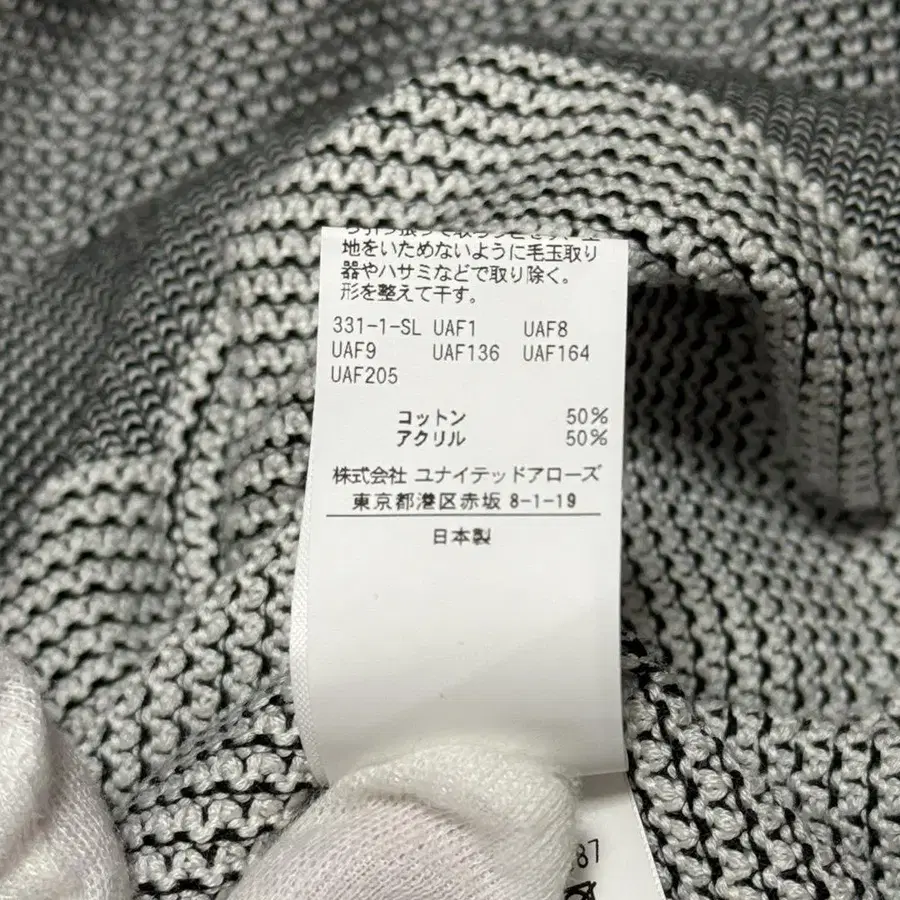 地をいためないように毛玉取り
器やハサミなどで取り除く。
形を整えて干す。
331-1-SL UAF1 UAF8
UAF9 UAF136 UAF164
UAF205
コットン 50%
アクリル 50%
株式会社 ユナイテッドアローズ
東京都港区赤坂 8-1-19
日本製
87